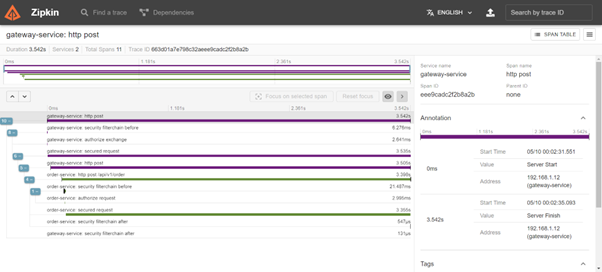 Zipkin
Find a trace
Dependencies
ENGLISH
Search by trace ID
gateway-service: http post
SPAN TABLE
Duration 3.542s Services 2 Total Spans 11 Trace ID 663d01a7e798c32aeee9cadc2f2b8a2b
0ms 1.181s 2.361s 3.542s
Focus on selected span
Reset focus
0ms 1.181s 2.361s 3.542s
gateway-service: http post 3.542s
gateway-service: security filterchain before 6.276ms
gateway-service: authorize exchange 2.641ms
gateway-service: secured request 3.535s
gateway-service: http post 3.505s
order-service: http post /api/v1/order
order-service: security filterchain before 21.487ms
order-service: authorize request
order-service: secured request
order-service: security filterchain after 547μs
gateway-service: security filterchain after 131μs
Service name
gateway-service
Span name
http post
Span ID
eee9cadc2f2b8a2b
Parent ID
none
Annotation
0ms 1.181s 2.361s 3.542s
0ms
Start Time 05/10 00:02:31.551
Value Server Start
Address 192.168.1.12
(gateway-service)
3.542s
Start Time 05/10 00:02:35.093
Value Server Finish
Address 192.168.1.12
(gateway-service)
Tags